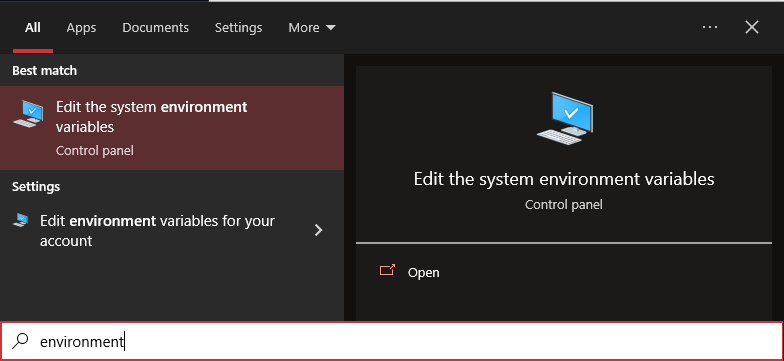 All Apps Documents Settings More
Best match
Edit the system environment
variables
Control panel
Settings
Edit environment variables for your
account
Edit the system environment variables
Control panel
Open
environment